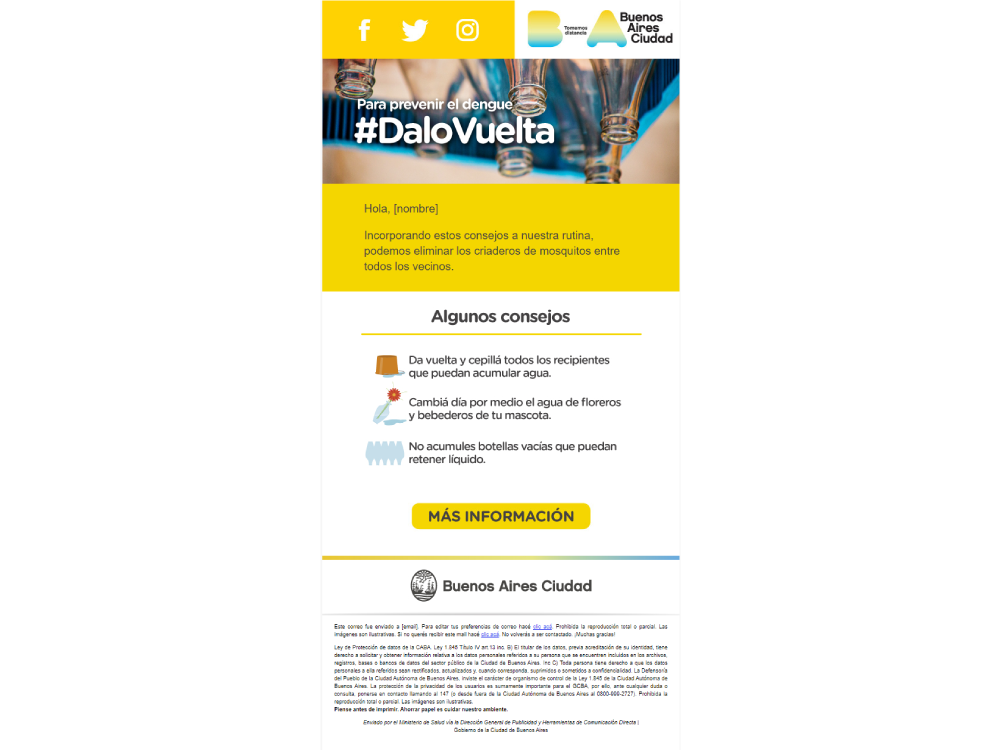 Tomemos
distancia
Buenos
Aires
Ciudad
Para prevenir el dengue
#DaloVuelta
Hola, [nombre]
Incorporando estos consejos a nuestra rutina,
podemos eliminar los criaderos de mosquitos entre
todos los vecinos.
Algunos consejos
Da vuelta y cepillá todos los recipientes
que puedan acumular agua.
Cambiá día por medio el agua de floreros
y bebederos de tu mascota.
No acumules botellas vacías que puedan
retener líquido.
MÁS INFORMACIÓN
Buenos Aires Ciudad
Este correo fue enviado a [email]. Para editar tus preferencias de correo hacé clic acá. Prohibida la reproducción total o parcial. Las
imágenes son ilustrativas. Si no querés recibir este mail hacé clic acá. No volverás a ser contactado. ¡Muchas gracias!
Ley de Protección de datos de la CABA. Ley 1.845 Título IV art.13 inc. B) El titular de los datos, previa acreditación de su identidad, tiene
derecho a solicitar y obtener información relativa a los datos personales referidos a su persona que se encuentren incluidos en los archivos,
registros, bases o bancos de datos del sector público de la Ciudad de Buenos Aires. Inc C) Toda persona tiene derecho a que los datos
personales a ella referidos sean rectificados, actualizados y, cuando corresponda, suprimidos o sometidos a confidencialidad. La Defensoría
del Pueblo de la Ciudad Autónoma de Buenos Aires, inviste el carácter de organismo de control de la Ley 1.845 de la Ciudad Autónoma de
Buenos Aires. La protección de la privacidad de los usuarios es sumamente importante para el GCBA, por ello, ante cualquier duda o
consulta, ponerse en contacto llamando al 147 (o desde fuera de la Ciudad Autónoma de Buenos Aires al 0800-999-2727). Prohibida la
reproducción total o parcial. Las imágenes son ilustrativas.
Piense antes de imprimir. Ahorrar papel es cuidar nuestro ambiente.
Enviado por el Ministerio de Salud vía la Dirección General de Publicidad y Herramientas de Comunicación Directa |
Gobierno de la Ciudad de Buenos Aires